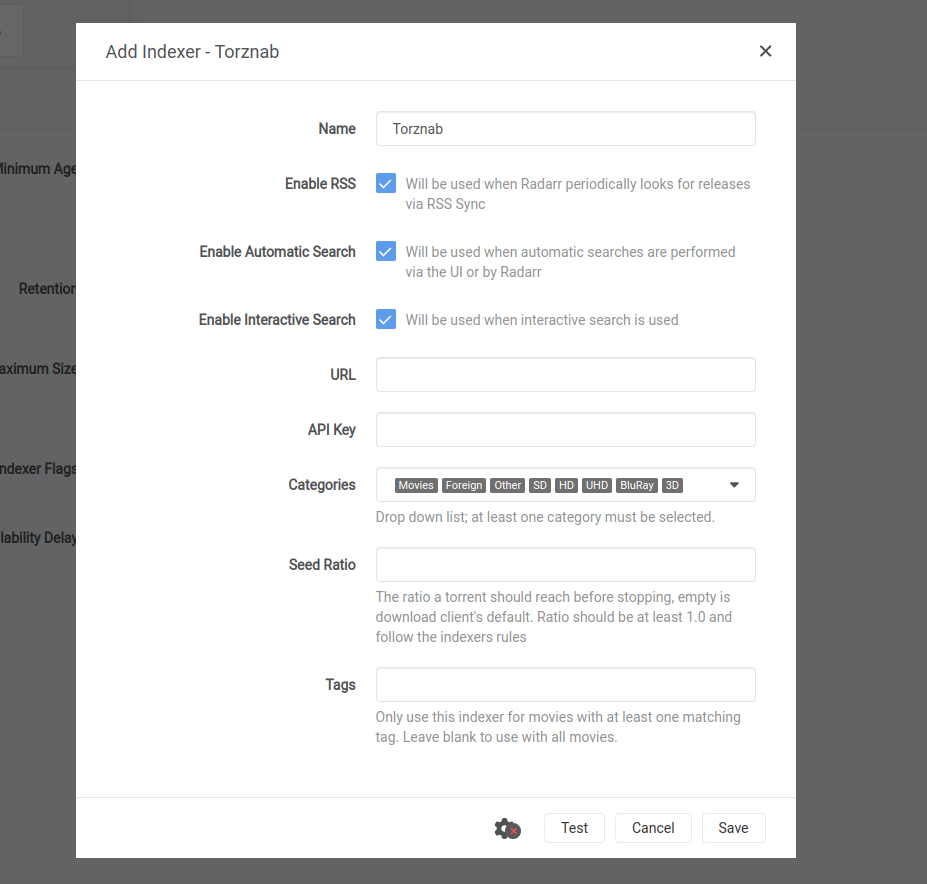 Add Indexer - Torznab
Name
Torznab
Enable RSS
Will be used when Radarr periodically looks for releases
via RSS Sync
Enable Automatic Search
Will be used when automatic searches are performed
via the UI or by Radarr
Enable Interactive Search
Will be used when interactive search is used
URL
API Key
Categories
Movies Foreign Other SD HD UHD BluRay 3D
Drop down list; at least one category must be selected.
Seed Ratio
The ratio a torrent should reach before stopping, empty is
download client's default. Ratio should be at least 1.0 and
follow the indexers rules
Tags
Only use this indexer for movies with at least one matching
tag. Leave blank to use with all movies.
Test
Cancel
Save
Minimum Age
Retention
aximum Size
ndexer Flags
lability Delay